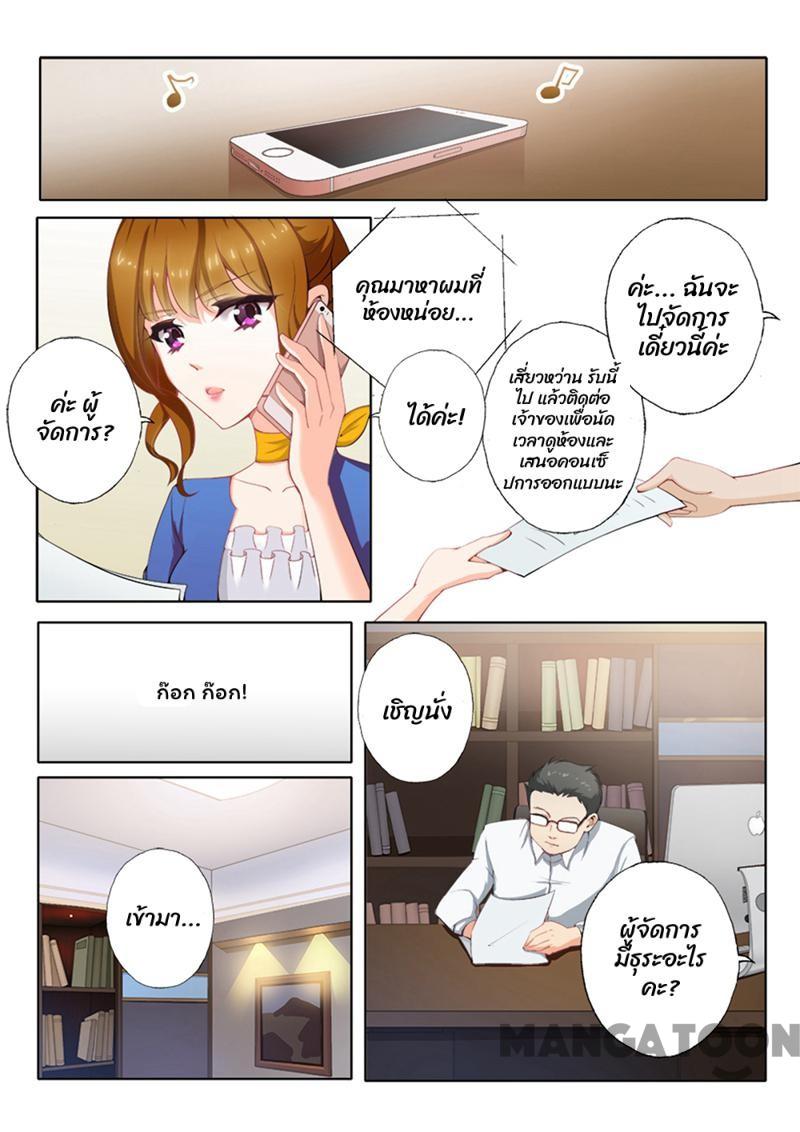 ค่ะ ผู้
จัดการ?
คุณมาหาผมที่
ห้องหน่อย...
ได้ค่ะ!
เสี่ยวหว่าน รับนี้
ไป แล้วติดต่อ
เจ้าของเพื่อนัด
เวลาดูห้องและ
เสนอคอนเซ็
ปการออกแบบนะ
ค่ะ... ฉันจะ
ไปจัดการ
เดี๋ยวนี้ค่ะ
ก๊อก ก๊อก!
เข้ามา...
เชิญนั่ง
ผู้จัดการ
มีธุระอะไร
คะ?
MANGATOON